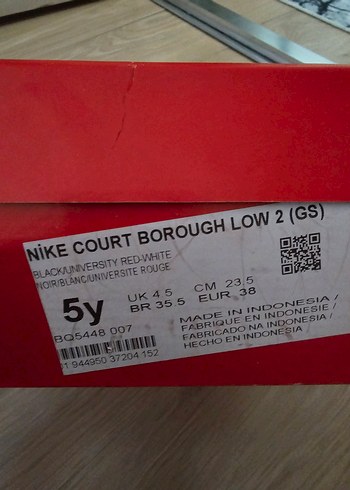 NiKE COURT BOROUGH LOW 2 (GS)
BLACK/UNIVERSITY RED-WHITE
NOIR/BLANC/UNIVERSITE ROUGE
5y UK 4.5 CM 23.5
BR 35.5 EUR 38
BQ5448 007
MADE IN INDONESIA /
FABRIQUE EN INDONESIE /
FABRICADO NA INDONESIA /
HECHO EN INDONESIA
1 944950 37204 152